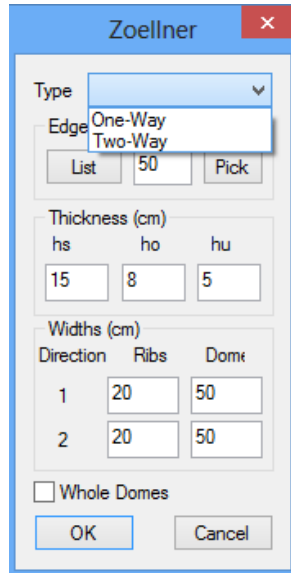 Zoellner
Type
One-Way
Two-Way
Edge
List 50 Pick
Thickness (cm)
hs ho hu
15 8 5
Widths (cm)
Direction Ribs Dome
1 20 50
2 20 50
Whole Domes
OK Cancel